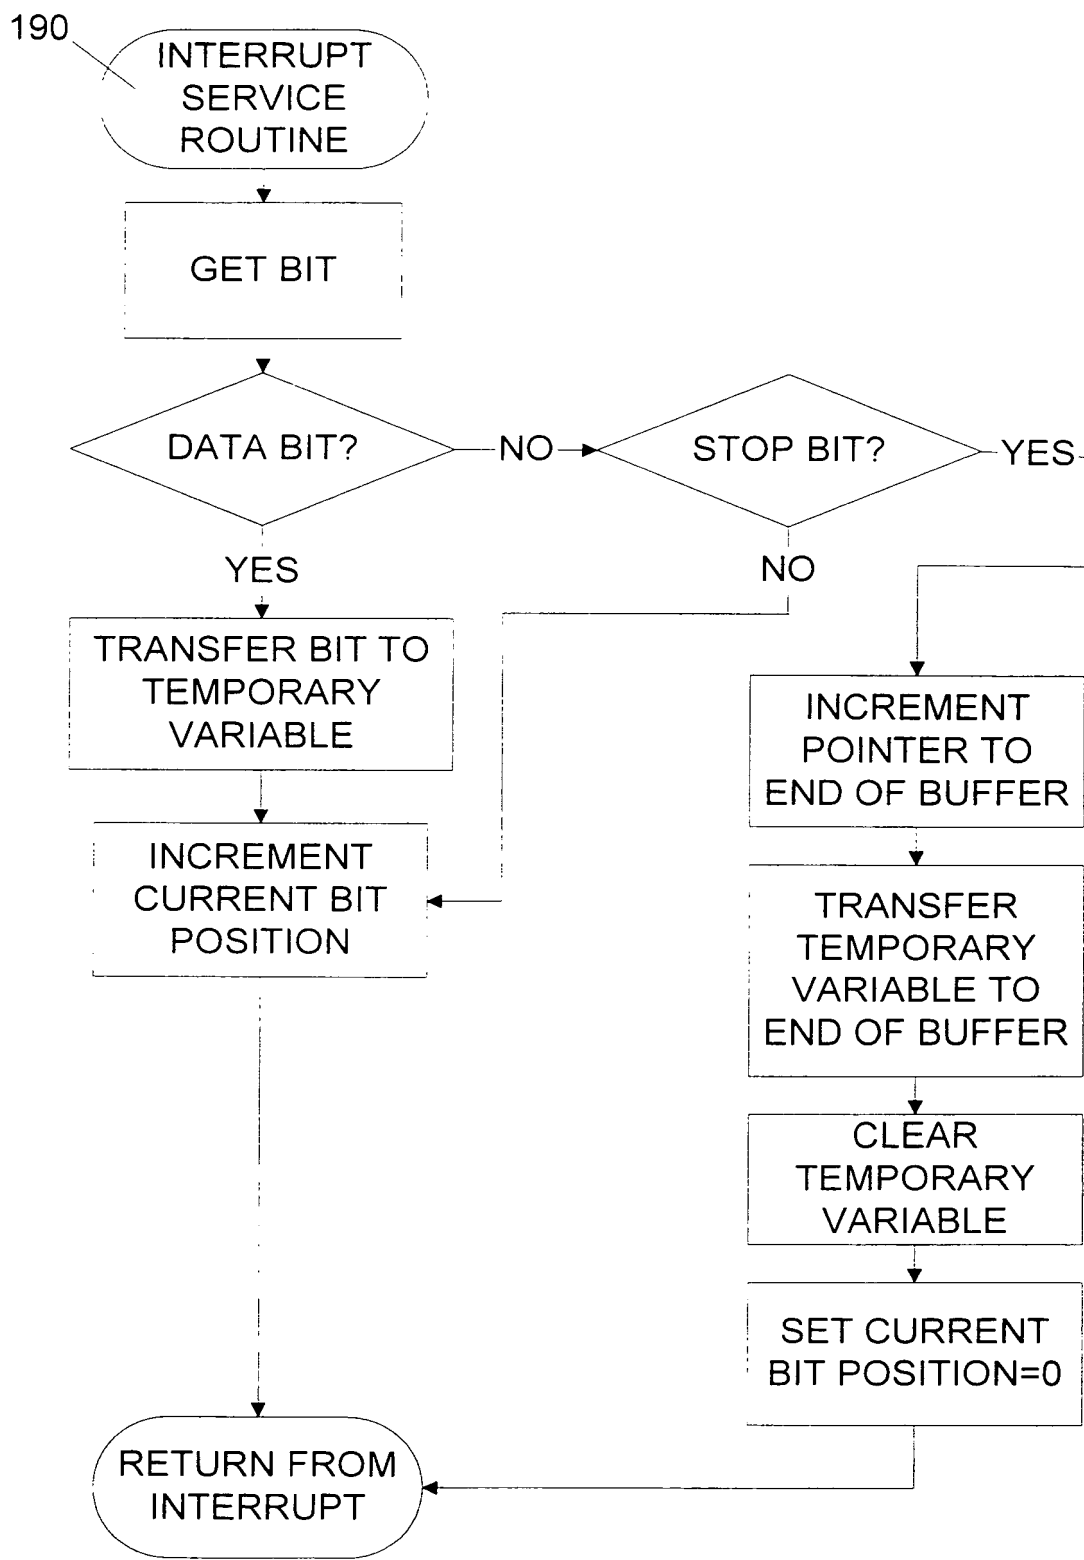 190
INTERRUPT
SERVICE
ROUTINE
GET BIT
DATA BIT?
NO
STOP BIT?
YES
YES
NO
TRANSFER BIT TO
TEMPORARY
VARIABLE
INCREMENT
CURRENT BIT
POSITION
INCREMENT
POINTER TO
END OF BUFFER
TRANSFER
TEMPORARY
VARIABLE TO
END OF BUFFER
CLEAR
TEMPORARY
VARIABLE
SET CURRENT
BIT POSITION=0
RETURN FROM
INTERRUPT